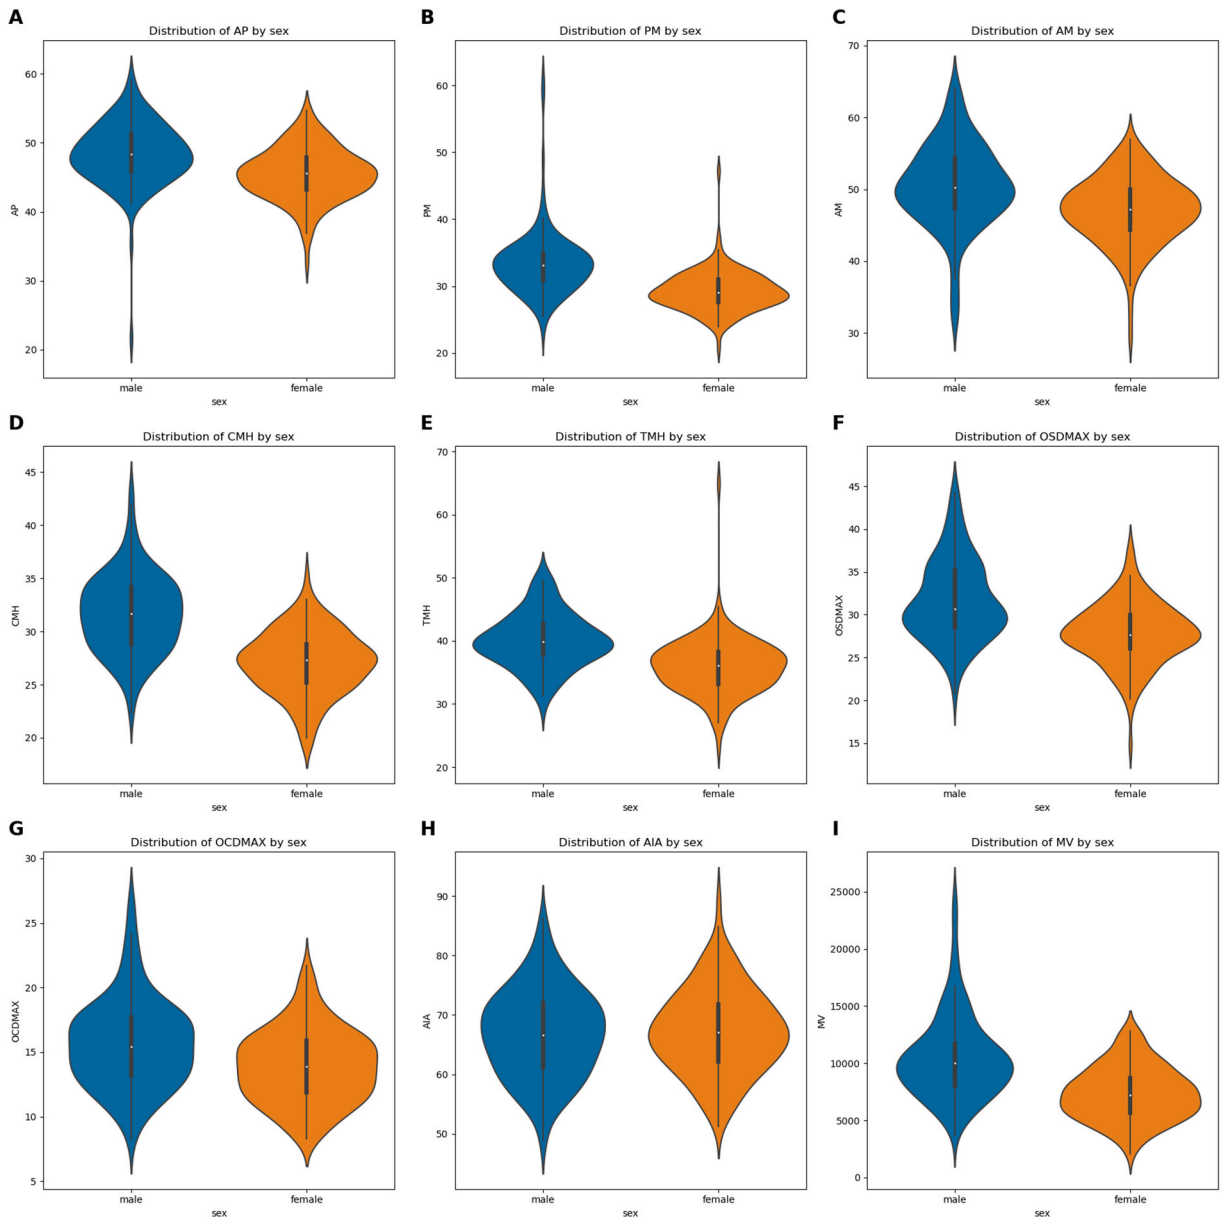 A
Distribution of AP by sex
60
50
40
30
20
AP
male
female
sex
B
Distribution of PM by sex
60
50
40
30
20
PM
male
female
sex
C
Distribution of AM by sex
70
60
50
40
30
AM
male
female
sex
D
Distribution of CMH by sex
45
40
35
30
25
20
CMH
male
female
sex
E
Distribution of TMH by sex
70
60
50
40
30
20
TMH
male
female
sex
F
Distribution of OSDMAX by sex
45
40
35
30
25
20
15
OSDMAX
male
female
sex
G
Distribution of OCDMAX by sex
30
25
20
15
10
5
OCDMAX
male
female
sex
H
Distribution of AIA by sex
90
80
70
60
50
AIA
male
female
sex
I
Distribution of MV by sex
25000
20000
15000
10000
5000
0
MV
male
female
sex